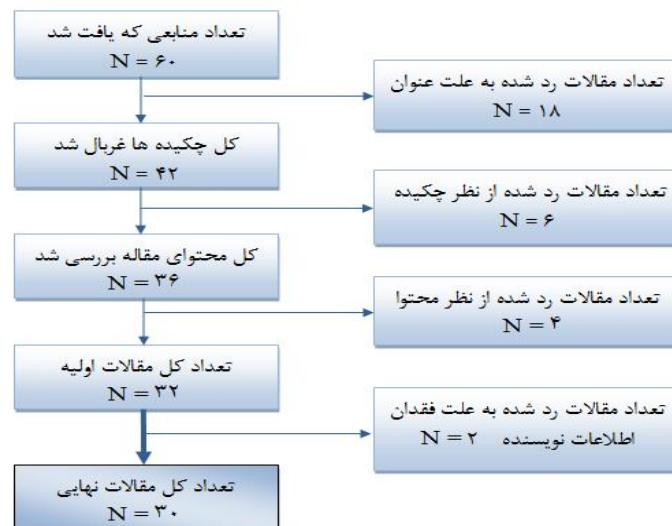 تعداد منابعی که یافت شد
N = ۶۰
تعداد مقالات رد شده به علت عنوان
N = ۱۸
کل چکیده ها غربال شد
N = ۴۲
تعداد مقالات رد شده از نظر چکیده
N = ۶
کل محتوای مقاله بررسی شد
N = ۳۶
تعداد مقالات رد شده از نظر محتوا
N = ۴
تعداد کل مقالات اولیه
N = ۳۲
تعداد مقالات رد شده به علت فقدان
اطلاعات نویسنده N = ۲
تعداد کل مقالات نهایی
N = ۳۰